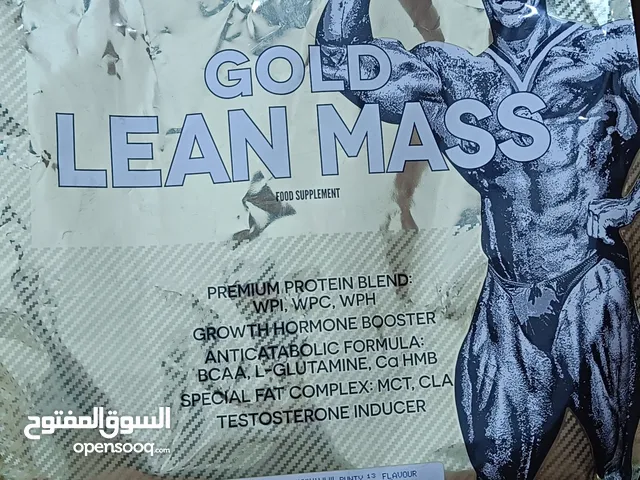 GOLD
LEAN MASS
FOOD SUPPLEMENT
PREMIUM PROTEIN BLEND:
WPI, WPC, WPH
GROWTH HORMONE BOOSTER
ANTICATABOLIC FORMULA:
BCAA, L-GLUTAMINE, Ca HMB
SPECIAL FAT COMPLEX: MCT, CLA
TESTOSTERONE INDUCER
السوق المفتوح
opensooq.com
FLAVOUR